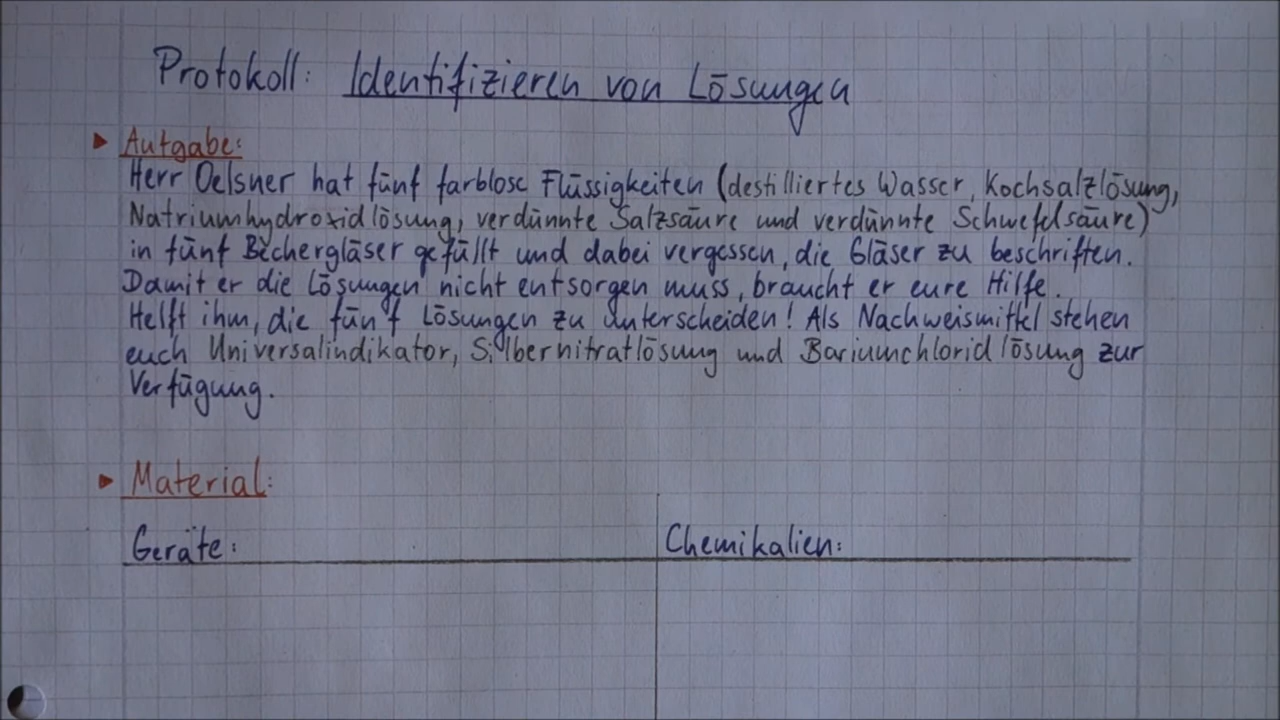 Protokoll: Identifizieren von Lösungen
▸ Aufgabe:
Herr Oelsner hat fünf farblose Flüssigkeiten (destilliertes Wasser, Kochsalzlösung,
Natriumhydroxidlösung, verdünnte Salzsäure und verdünnte Schwefelsäure)
in fünf Bechergläser gefüllt und dabei vergessen, die Gläser zu beschriften.
Damit er die Lösungen nicht entsorgen muss, braucht er eure Hilfe.
Helft ihm, die fünf Lösungen zu unterscheiden! Als Nachweismittel stehen
euch Universalindikator, Silbernitratlösung und Bariumchloridlösung zur
Verfügung.
▸ Material:
Geräte: Chemikalien: